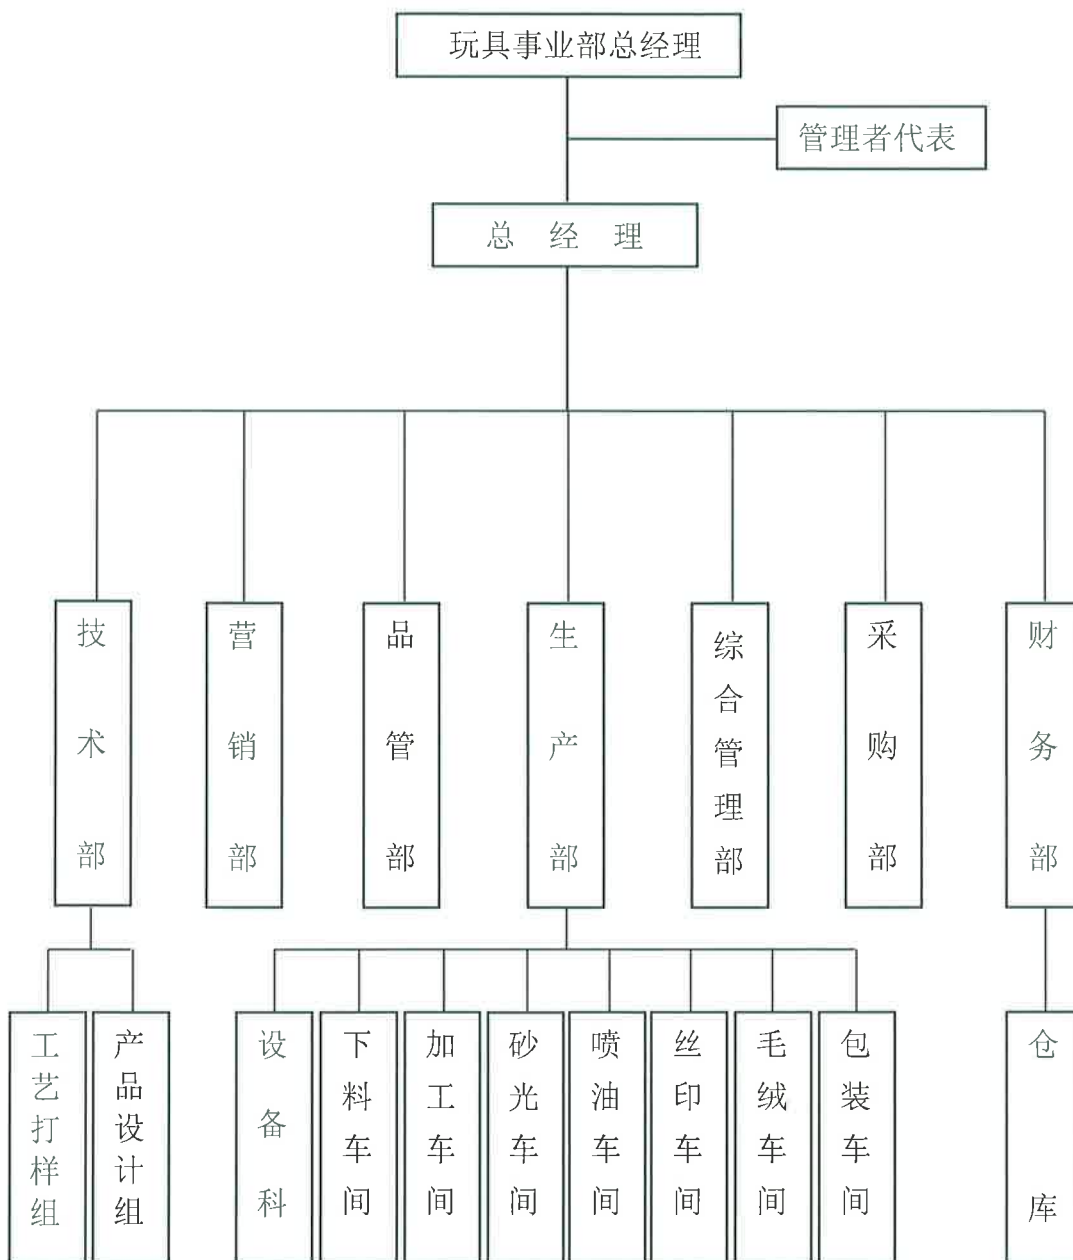 玩具事业部总经理
管理者代表
总 经 理
技术部
营销部
品管部
生产部
综合管理部
采购部
财务部
工艺打样组
产品设计组
设备科
下料车间
加工车间
砂光车间
喷油车间
丝印车间
毛绒车间
包装车间
仓库